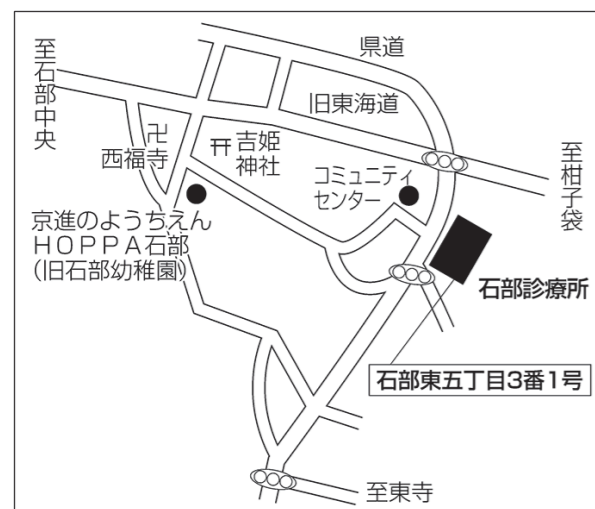 県道
至石部中央
旧東海道
卍
西福寺
吉姫
神社
コミュニティ
センター
至柑子袋
京進のようちえん
HOPPA石部
(旧石部幼稚園)
石部診療所
石部東五丁目3番1号
至東寺